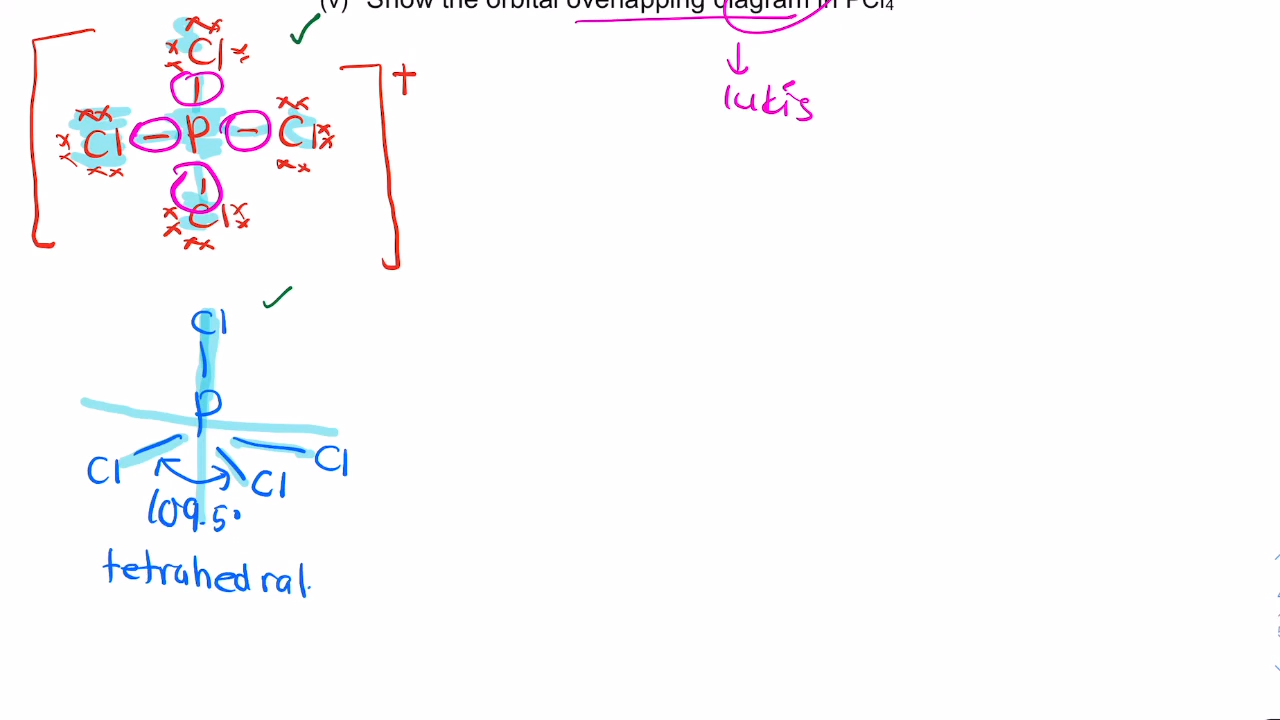 (v) Show the orbital overlapping diagram in PCl4
Cl
+
lukis
Cl - P - Cl
Cl
Cl
P
Cl Cl Cl
109.5°
tetrahedral.